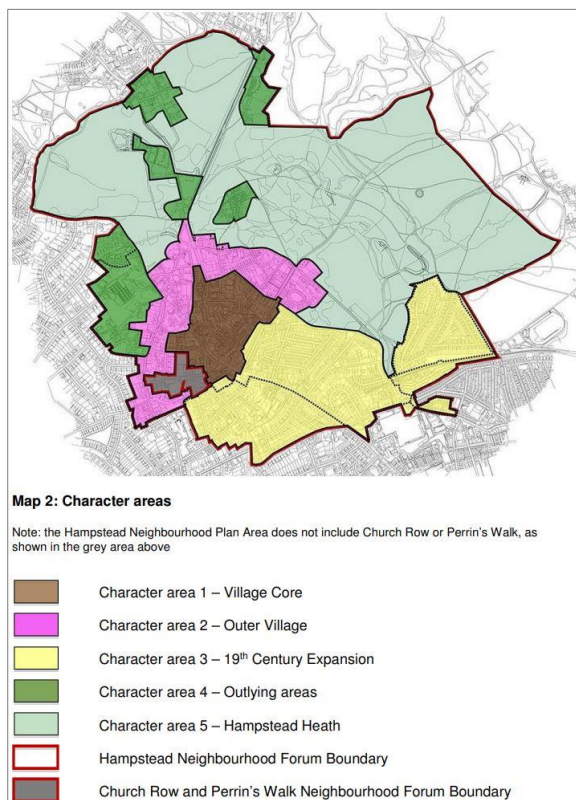 Map 2: Character areas
Note: the Hampstead Neighbourhood Plan Area does not include Church Row or Perrin's Walk, as
shown in the grey area above
Character area 1 – Village Core
Character area 2 – Outer Village
Character area 3 – 19th Century Expansion
Character area 4 – Outlying areas
Character area 5 – Hampstead Heath
Hampstead Neighbourhood Forum Boundary
Church Row and Perrin's Walk Neighbourhood Forum Boundary